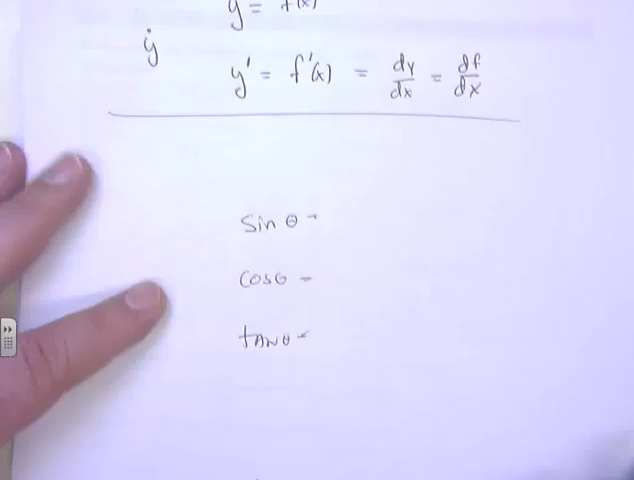 y = f(x)
ẏ
y' = f'(x) = dy/dx = df/dx
sin θ -
cos θ -
tan θ -